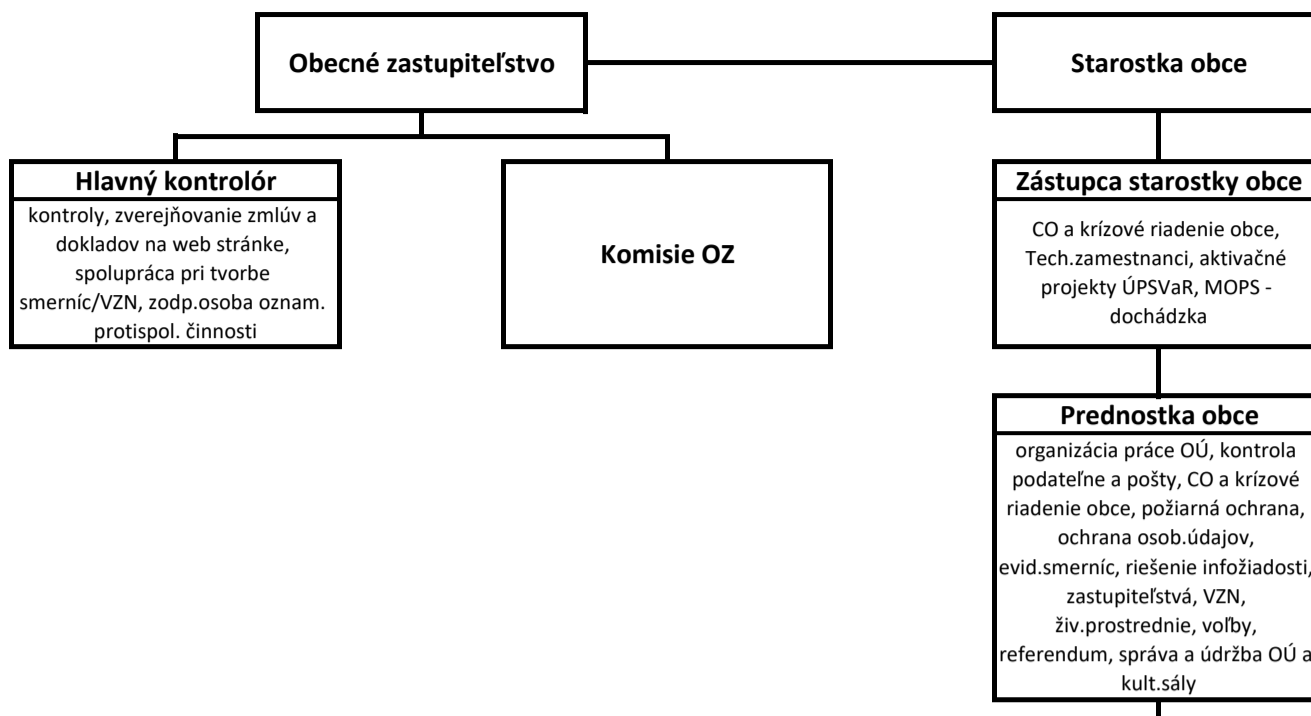 Obecné zastupiteľstvo
Starostka obce
Hlavný kontrolór
kontroly, zverejňovanie zmlúv a
dokladov na web stránke,
spolupráca pri tvorbe
smerníc/VZN, zodp.osoba oznam.
protispol. činnosti
Komisie OZ
Zástupca starostky obce
CO a krízové riadenie obce,
Tech.zamestnanci, aktivačné
projekty ÚPSVaR, MOPS -
dochádzka
Prednostka obce
organizácia práce OÚ, kontrola
podateľne a pošty, CO a krízové
riadenie obce, požiarná ochrana,
ochrana osob.údajov,
evid.smerníc, riešenie infožiadosti,
zastupiteľstvá, VZN,
živ.prostrednie, voľby,
referendum, správa a údržba OÚ a
kult.sály